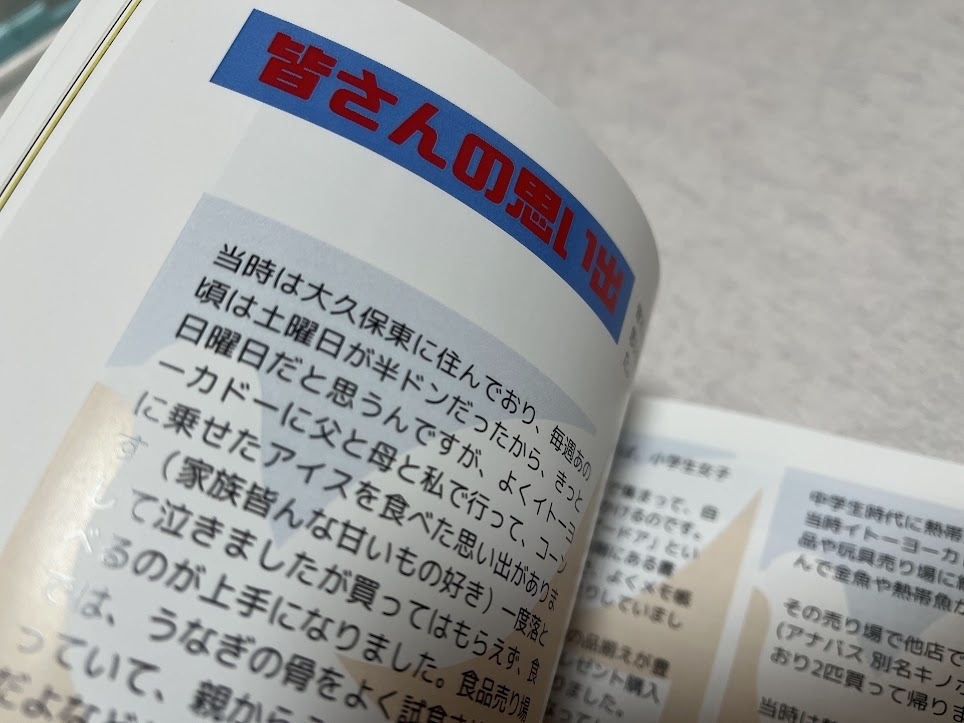 皆さんの思い出
当時は大久保東に住んでおり、毎週あの
頃は土曜日が半ドンだったから、きっと
日曜日だと思うんですが、よくイトーヨ
ーカドーに父と母と私で行って、コーン
に乗せたアイスを食べた思い出がありま
す（家族皆んな甘いもの好き）一度落と
して泣きましたが買ってはもらえず、食
べるのが上手になりました。食品売り場
では、うなぎの骨をよく試食
っていて、親から
だよなど
小学生女子
て集まって、自
けるのです。
ドア」とい
にある書
よくメモ帳
りしていまし
の品揃えが豊
レゼント購入
りました。
中学生時代に熱帯
当時イトーヨーカ
品や玩具売り場に
んで金魚や熱帯魚が
その売り場で他店で
(アナバス 別名キノボ
おり2匹買って帰りま
当時は